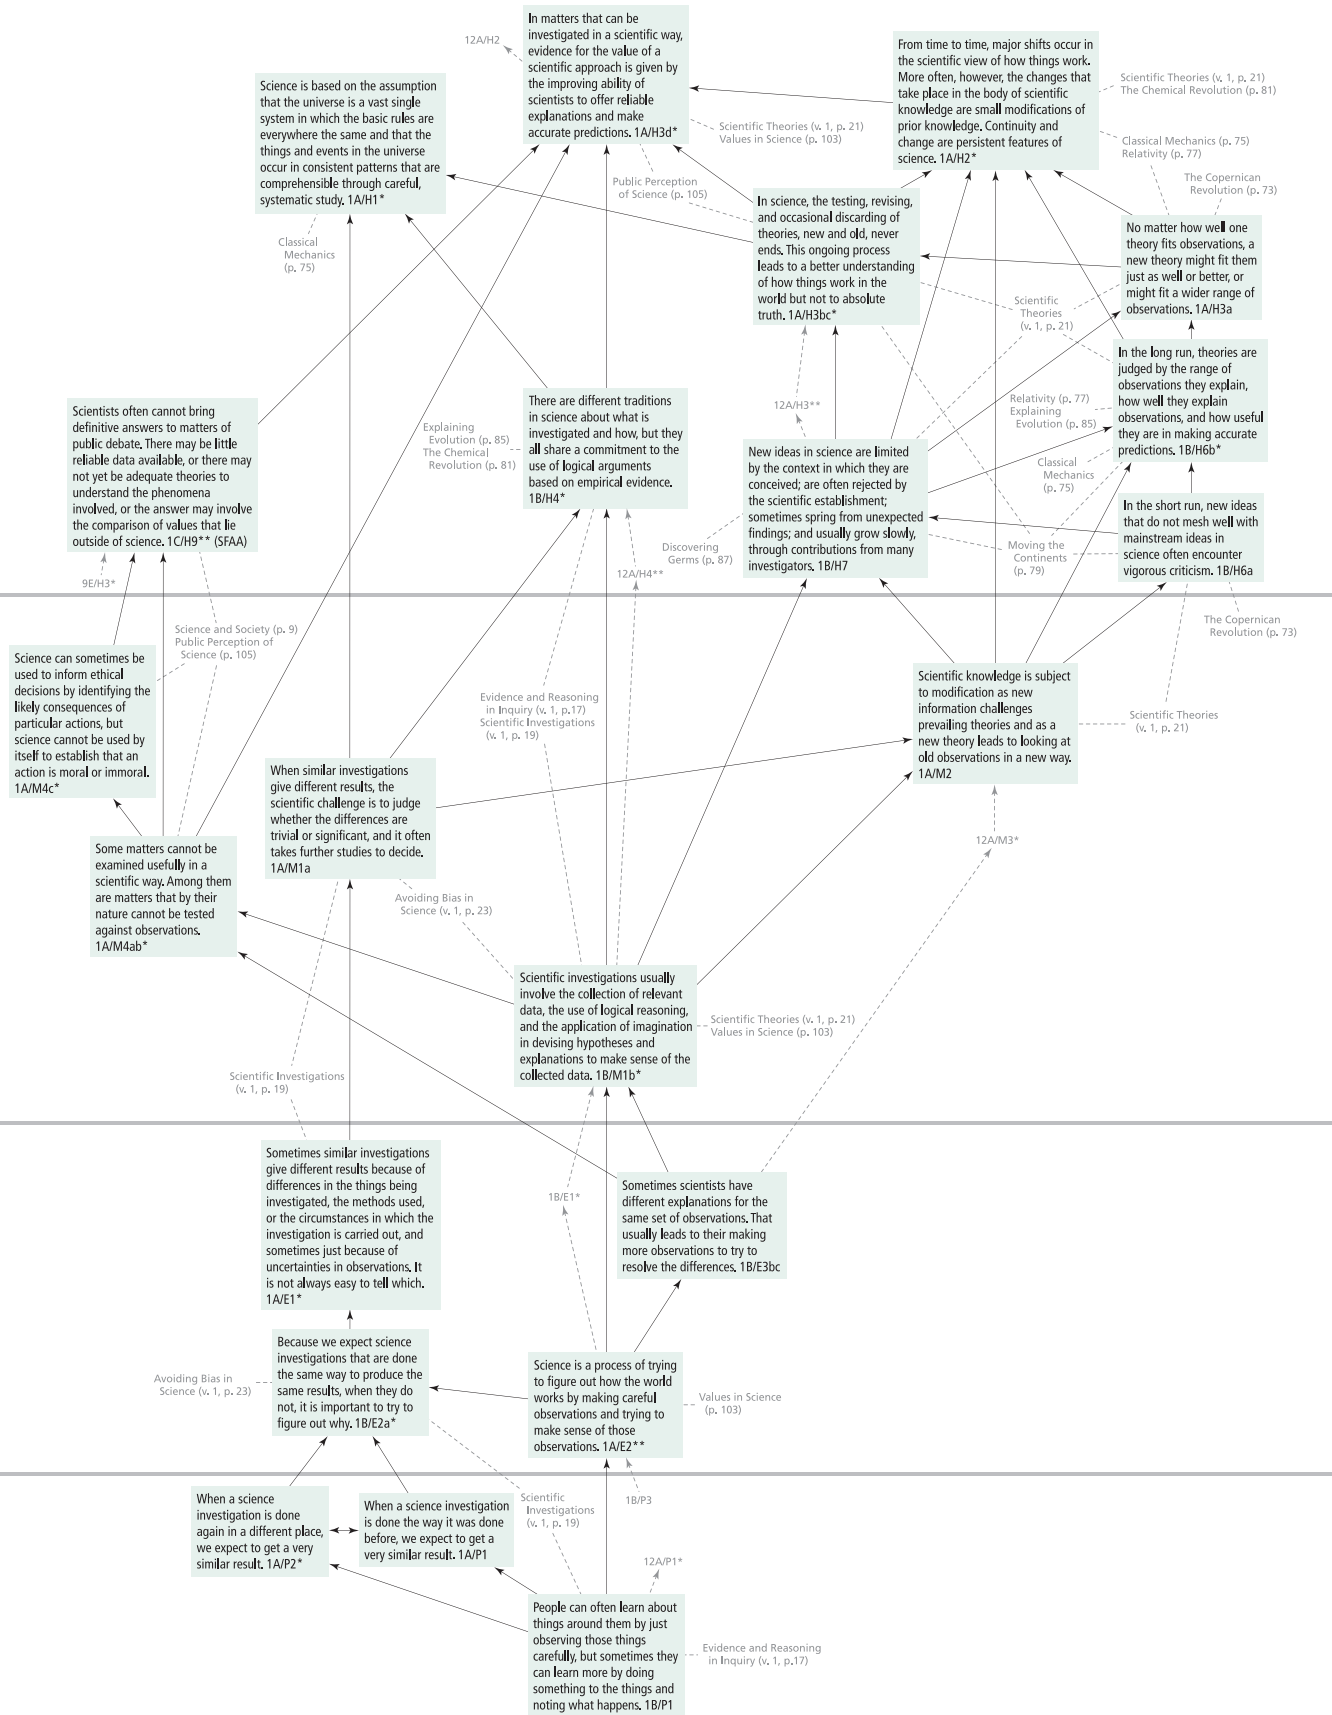 In matters that can be
investigated in a scientific way,
evidence for the value of a
scientific approach is given by
the improving ability of
scientists to offer reliable
explanations and make
accurate predictions. 1A/H3d*
12A/H2
From time to time, major shifts occur in
the scientific view of how things work.
More often, however, the changes that
take place in the body of scientific
knowledge are small modifications of
prior knowledge. Continuity and
change are persistent features of
science. 1A/H2*
Scientific Theories (v. 1, p. 21)
The Chemical Revolution (p. 81)
Science is based on the assumption
that the universe is a vast single
system in which the basic rules are
everywhere the same and that the
things and events in the universe
occur in consistent patterns that are
comprehensible through careful,
systematic study. 1A/H1*
Scientific Theories (v. 1, p. 21)
Values in Science (p. 103)
Classical Mechanics (p. 75)
Relativity (p. 77)
The Copernican
Revolution (p. 73)
Public Perception
of Science (p. 105)
In science, the testing, revising,
and occasional discarding of
theories, new and old, never
ends. This ongoing process
leads to a better understanding
of how things work in the
world but not to absolute
truth. 1A/H3bc*
No matter how well one
theory fits observations, a
new theory might fit them
just as well or better, or
might fit a wider range of
observations. 1A/H3a
Classical
Mechanics
(p. 75)
Scientific
Theories
(v. 1, p. 21)
In the long run, theories are
judged by the range of
observations they explain,
how well they explain
observations, and how useful
they are in making accurate
predictions. 1B/H6b*
Scientists often cannot bring
definitive answers to matters of
public debate. There may be little
reliable data available, or there may
not yet be adequate theories to
understand the phenomena
involved, or the answer may involve
the comparison of values that lie
outside of science. 1C/H9** (SFAA)
There are different traditions
in science about what is
investigated and how, but they
all share a commitment to the
use of logical arguments
based on empirical evidence.
1B/H4*
Explaining
Evolution (p. 85)
The Chemical
Revolution (p. 81)
12A/H3**
Relativity (p. 77)
Explaining
Evolution (p. 85)
New ideas in science are limited
by the context in which they are
conceived; are often rejected by
the scientific establishment;
sometimes spring from unexpected
findings; and usually grow slowly,
through contributions from many
investigators. 1B/H7
Classical
Mechanics
(p. 75)
In the short run, new ideas
that do not mesh well with
mainstream ideas in
science often encounter
vigorous criticism. 1B/H6a
Discovering
Germs (p. 87)
Moving the
Continents
(p. 79)
9E/H3*
12A/H4**
Science and Society (p. 9)
Public Perception of
Science (p. 105)
The Copernican
Revolution (p. 73)
Science can sometimes be
used to inform ethical
decisions by identifying the
likely consequences of
particular actions, but
science cannot be used by
itself to establish that an
action is moral or immoral.
1A/M4c*
Evidence and Reasoning
in Inquiry (v. 1, p.17)
Scientific Investigations
(v. 1, p. 19)
Scientific knowledge is subject
to modification as new
information challenges
prevailing theories and as a
new theory leads to looking at
old observations in a new way.
1A/M2
Scientific Theories
(v. 1, p. 21)
When similar investigations
give different results, the
scientific challenge is to judge
whether the differences are
trivial or significant, and it often
takes further studies to decide.
1A/M1a
Some matters cannot be
examined usefully in a
scientific way. Among them
are matters that by their
nature cannot be tested
against observations.
1A/M4ab*
12A/M3*
Avoiding Bias in
Science (v. 1, p. 23)
Scientific investigations usually
involve the collection of relevant
data, the use of logical reasoning,
and the application of imagination
in devising hypotheses and
explanations to make sense of the
collected data. 1B/M1b*
Scientific Theories (v. 1, p. 21)
Values in Science (p. 103)
Scientific Investigations
(v. 1, p. 19)
Sometimes similar investigations
give different results because of
differences in the things being
investigated, the methods used,
or the circumstances in which the
investigation is carried out, and
sometimes just because of
uncertainties in observations. It
is not always easy to tell which.
1A/E1*
1B/E1*
Sometimes scientists have
different explanations for the
same set of observations. That
usually leads to their making
more observations to try to
resolve the differences. 1B/E3bc
Because we expect science
investigations that are done
the same way to produce the
same results, when they do
not, it is important to try to
figure out why. 1B/E2a*
Avoiding Bias in
Science (v. 1, p. 23)
Science is a process of trying
to figure out how the world
works by making careful
observations and trying to
make sense of those
observations. 1A/E2**
Values in Science
(p. 103)
When a science
investigation is done
again in a different place,
we expect to get a very
similar result. 1A/P2*
When a science investigation
is done the way it was done
before, we expect to get a
very similar result. 1A/P1
Scientific
Investigations
(v. 1, p. 19)
1B/P3
12A/P1*
People can often learn about
things around them by just
observing those things
carefully, but sometimes they
can learn more by doing
something to the things and
noting what happens. 1B/P1
Evidence and Reasoning
in Inquiry (v. 1, p.17)